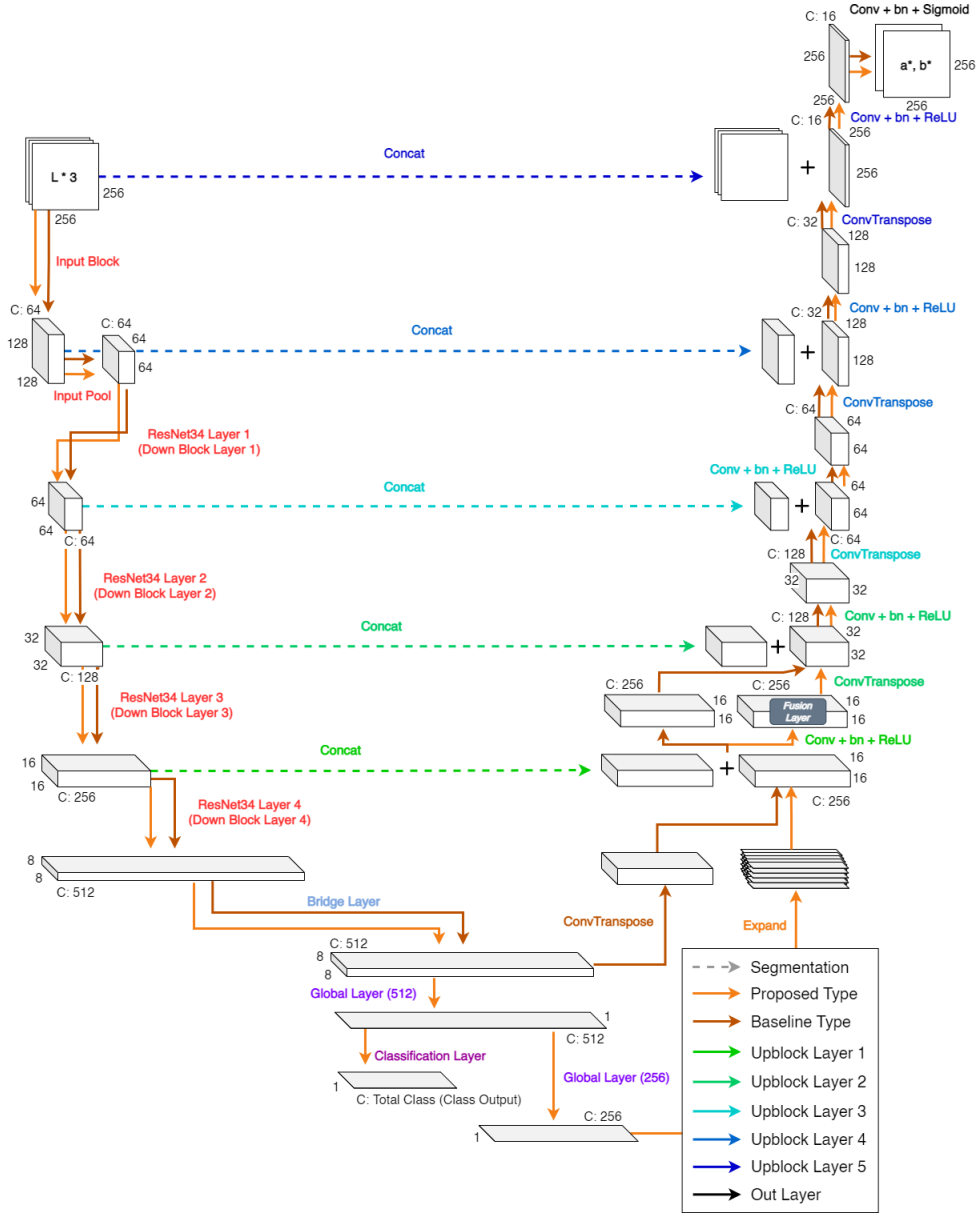 Conv + bn + Sigmoid
C: 16
256
a*, b*
256
256
256
C: 16
Conv + bn + ReLU
256
L * 3
Concat
+
256
256
256
C: 32
ConvTranspose
128
Input Block
128
C: 64
C: 32
Conv + bn + ReLU
C: 64
128
128
64
Concat
+
64
128
128
Input Pool
C: 64
ConvTranspose
ResNet34 Layer 1
(Down Block Layer 1)
64
64
Conv + bn + ReLU
Concat
64
64
+
64
64
C: 64
C: 64
C: 128
ConvTranspose
ResNet34 Layer 2
(Down Block Layer 2)
32
32
C: 128
Conv + bn + ReLU
32
Concat
32
+
32
32
C: 128
C: 256
C: 256
ConvTranspose
ResNet34 Layer 3
(Down Block Layer 3)
16
16
Fusion
Layer
16
16
Conv + bn + ReLU
Concat
16
16
+
16
16
C: 256
C: 256
ResNet34 Layer 4
(Down Block Layer 4)
8
8
C: 512
Bridge Layer
ConvTranspose
Expand
C: 512
8
8
Segmentation
Global Layer (512)
Proposed Type
1
Baseline Type
C: 512
Classification Layer
Upblock Layer 1
Global Layer (256)
Upblock Layer 2
1
C: Total Class (Class Output)
Upblock Layer 3
C: 256
1
Upblock Layer 4
Upblock Layer 5
Out Layer